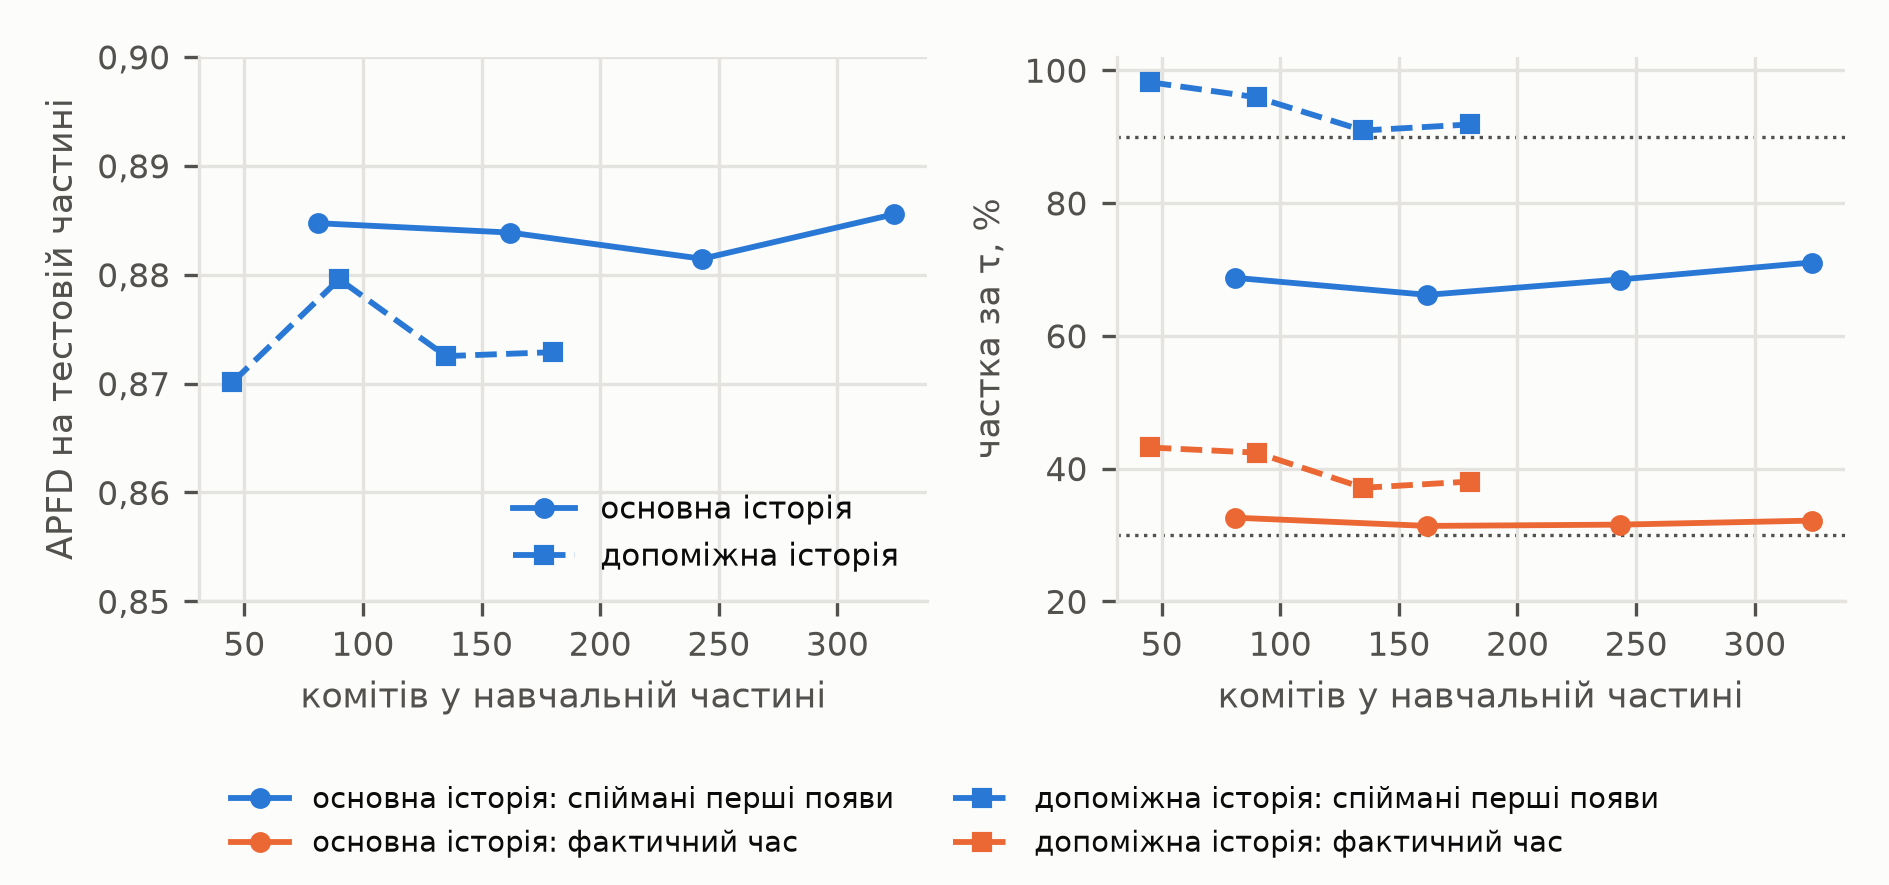 APFD на тестовій частині
0,90
0,89
0,88
0,87
0,86
0,85
50 100 150 200 250 300
комітів у навчальній частині
основна історія
допоміжна історія
частка за τ, %
100
80
60
40
20
50 100 150 200 250 300
комітів у навчальній частині
основна історія: спіймані перші появи
основна історія: фактичний час
допоміжна історія: спіймані перші появи
допоміжна історія: фактичний час